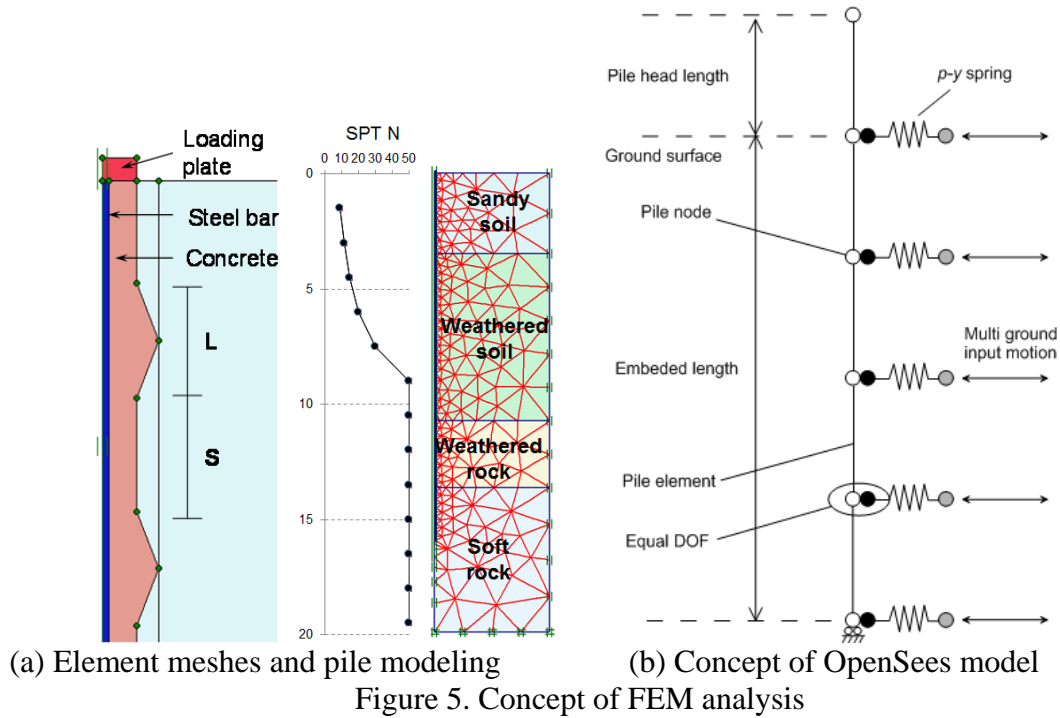 Loading
plate
Steel bar
Concrete
L
S
SPT N
0 10 20 30 40 50
0
5
10
15
20
Sandy
soil
Weathered
soil
Weathered
rock
Soft
rock
Pile head length
p-y spring
Ground surface
Pile node
Multi ground
input motion
Embeded length
Pile element
Equal DOF
(a) Element meshes and pile modeling
(b) Concept of OpenSees model
Figure 5. Concept of FEM analysis